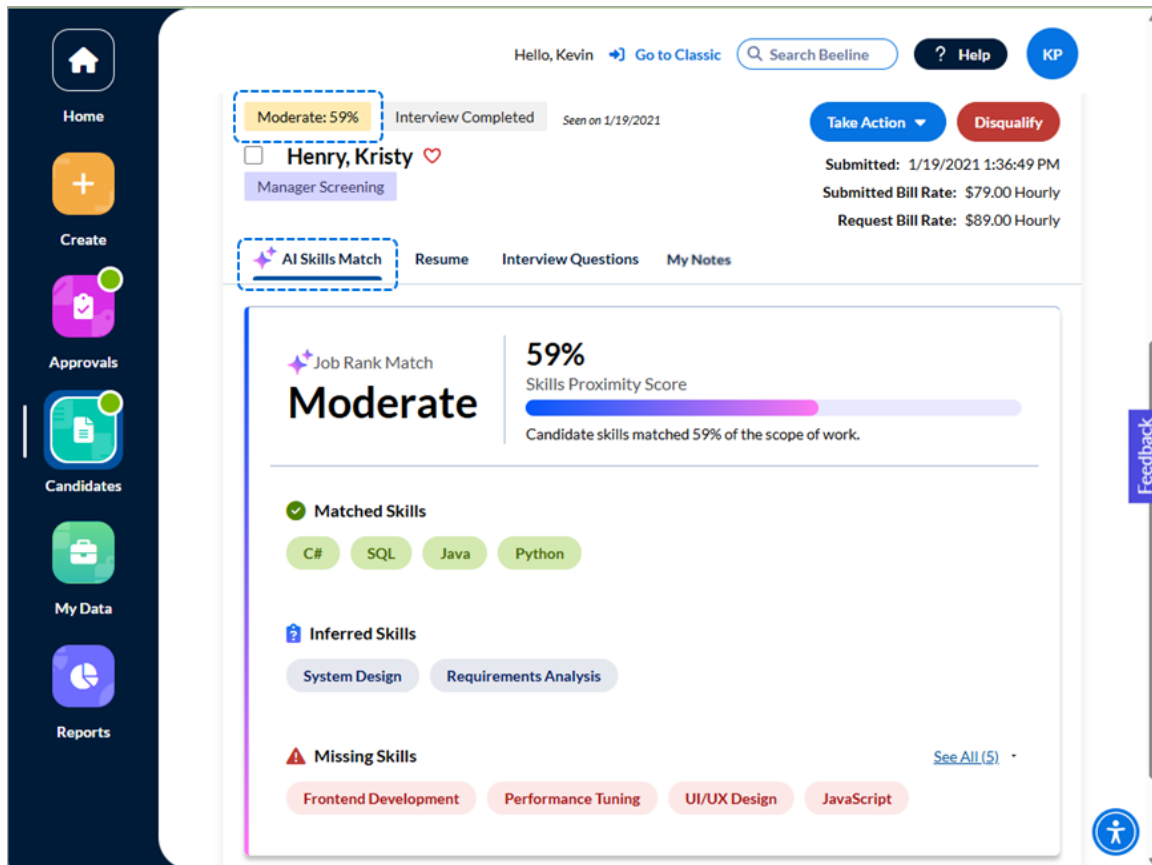 Hello, Kevin Go to Classic Search Beeline ? Help KP
Home
Create
Approvals
Candidates
My Data
Reports
Moderate: 59% Interview Completed Seen on 1/19/2021 Take Action Disqualify
Henry, Kristy
Manager Screening
Submitted: 1/19/2021 1:36:49 PM
Submitted Bill Rate: $79.00 Hourly
Request Bill Rate: $89.00 Hourly
AI Skills Match Resume Interview Questions My Notes
Job Rank Match
Moderate
59%
Skills Proximity Score
Candidate skills matched 59% of the scope of work.
Matched Skills
C# SQL Java Python
Inferred Skills
System Design Requirements Analysis
Missing Skills See All (5)
Frontend Development Performance Tuning UI/UX Design JavaScript
Feedback